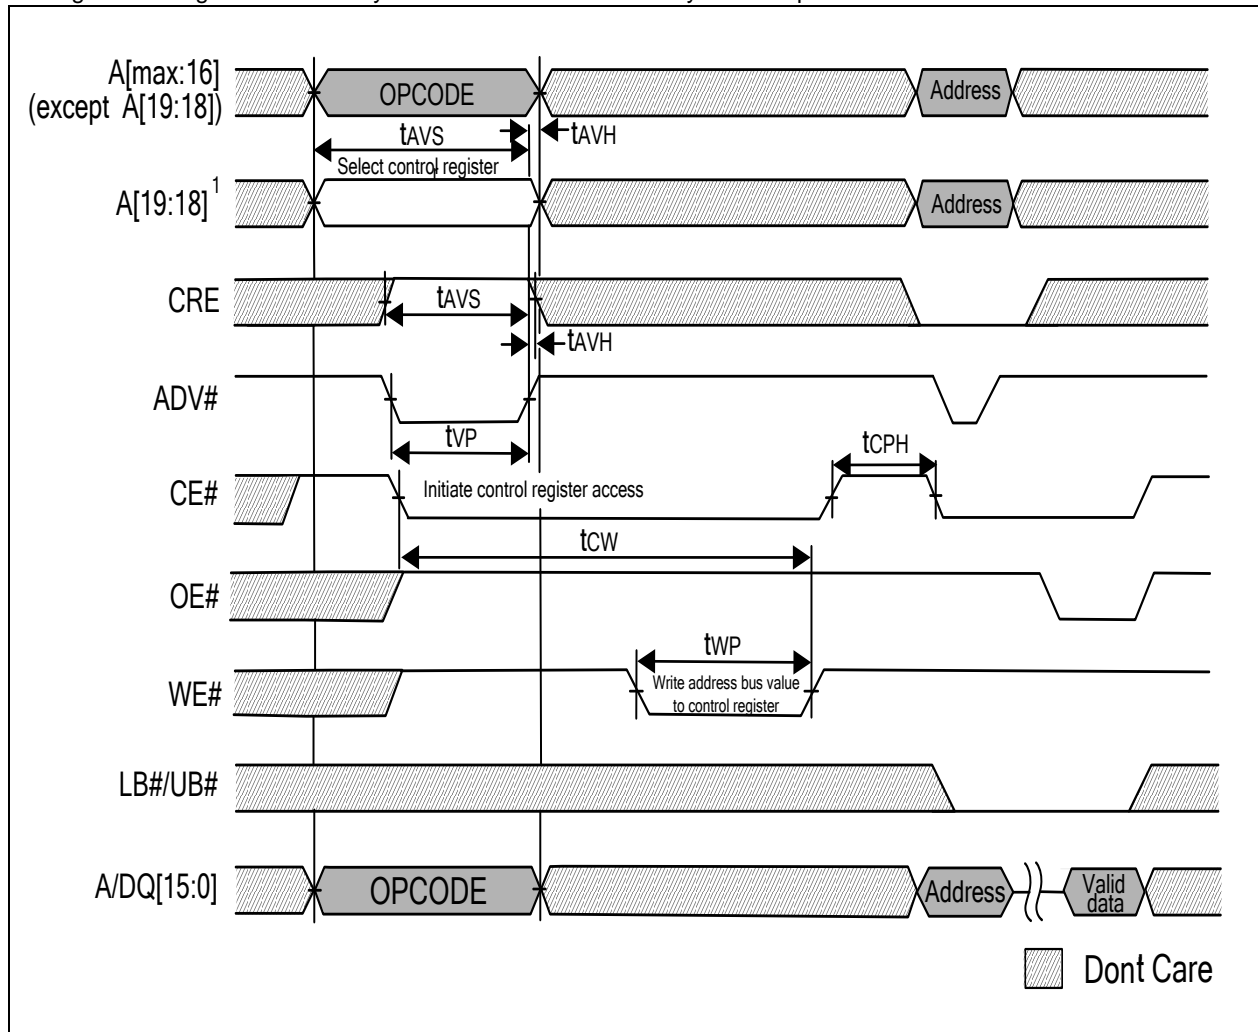 A[max:16]
(except A[19:18])
OPCODE
Address
tAVS
tAVH
Select control register
A[19:18] 1
Address
CRE
tAVS
tAVH
ADV#
tVP
tCPH
CE#
Initiate control register access
tCW
OE#
tWP
WE#
Write address bus value
to control register
LB#/UB#
A/DQ[15:0]
OPCODE
Address
Valid
data
Dont Care